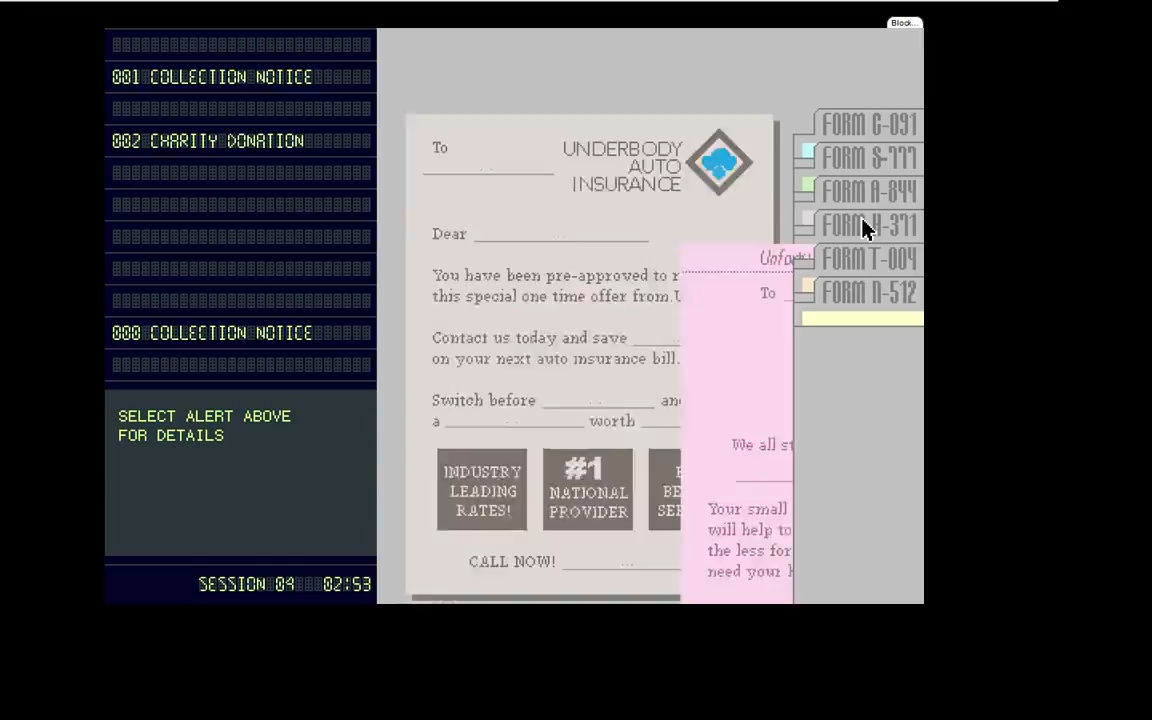 Block...
001 COLLECTION NOTICE
002 CHARITY DONATION
000 COLLECTION NOTICE
SELECT ALERT ABOVE
FOR DETAILS
SESSION 04 02:53
To
UNDERBODY
AUTO
INSURANCE
Dear
You have been pre-approved to r
this special one time offer from U
Contact us today and save
on your next auto insurance bill.
Switch before
a worth
INDUSTRY
LEADING
RATES!
#1
NATIONAL
PROVIDER
CALL NOW!
To
We all st
Your small
will help to
the less for
need your
FORM C-091
FORM S-777
FORM A-844
FORM
FORM T-004